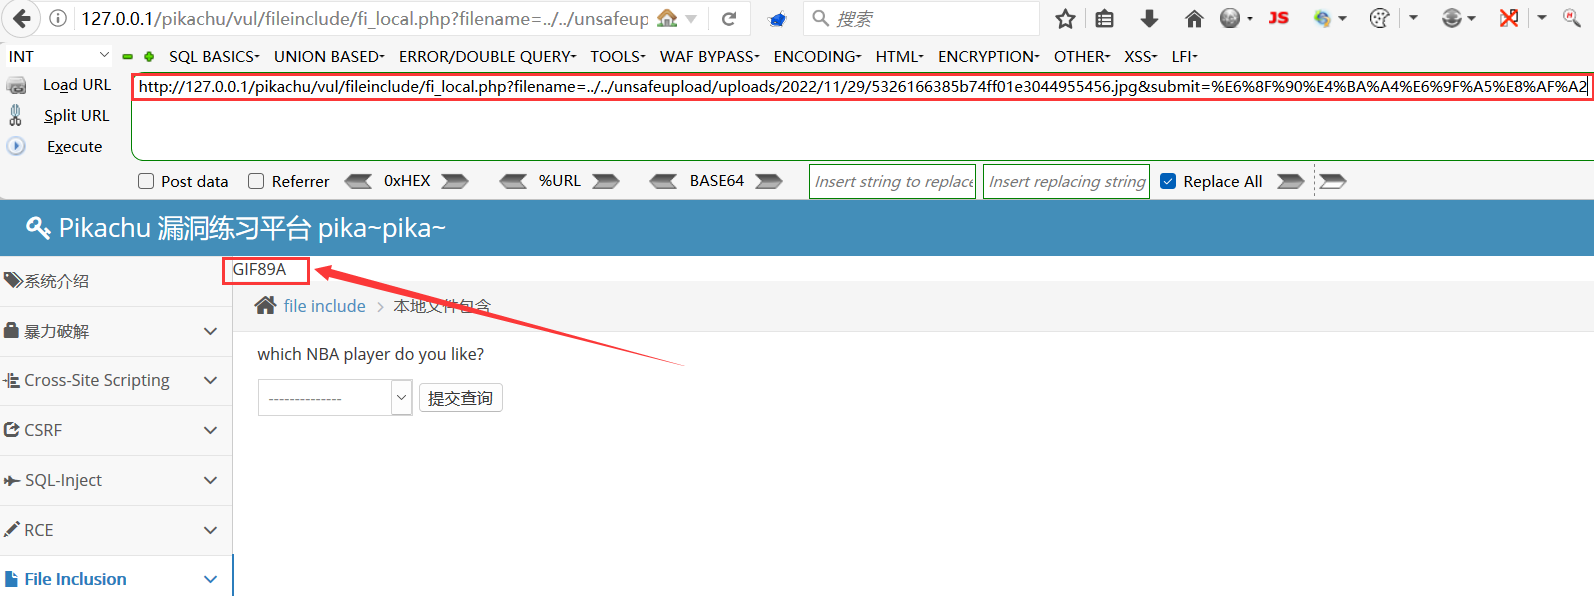 127.0.0.1/pikachu/vul/fileinclude/fi_local.php?filename=../../unsafeup
搜索
JS
INT
SQL BASICS
UNION BASED
ERROR/DOUBLE QUERY
TOOLS
WAF BYPASS
ENCODING
HTML
ENCRYPTION
OTHER
XSS
LFI
Load URL
http://127.0.0.1/pikachu/vul/fileinclude/fi_local.php?filename=../../unsafeupload/uploads/2022/11/29/5326166385b74ff01e3044955456.jpg&submit=%E6%8F%90%E4%BA%A4%E6%9F%A5%E8%AF%A2
Split URL
Execute
Post data
Referrer
0xHEX
%URL
BASE64
Insert string to replace
Insert replacing string
Replace All
Pikachu 漏洞练习平台 pika~pika~
系统介绍
GIF89A
file include > 本地文件包含
暴力破解
which NBA player do you like?
Cross-Site Scripting
--------------
提交查询
CSRF
SQL-Inject
RCE
File Inclusion